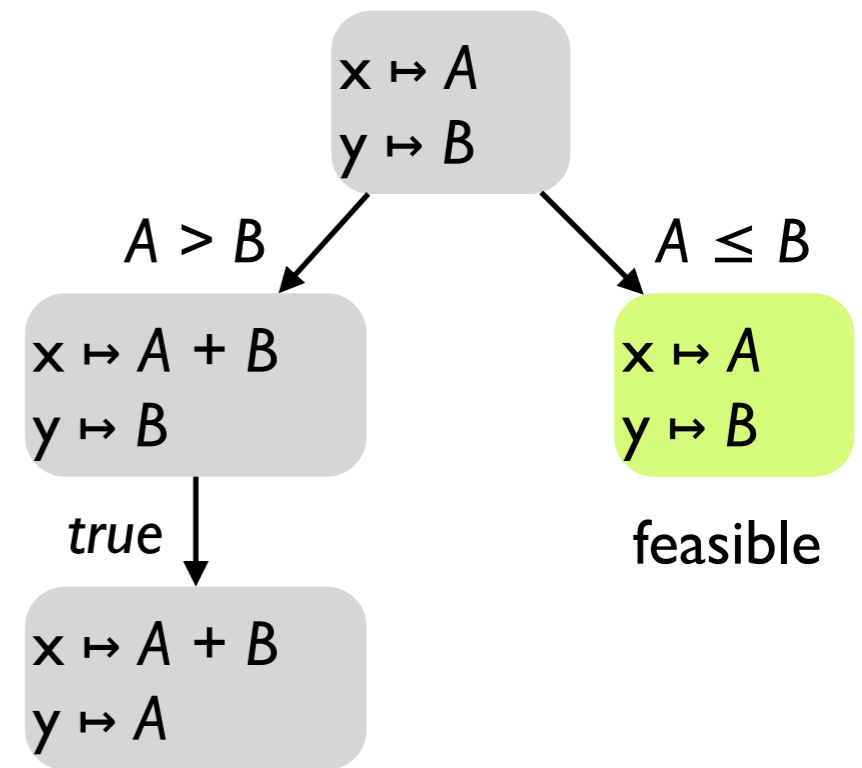 x ↦ A
y ↦ B
A > B
A ≤ B
x ↦ A + B
y ↦ B
x ↦ A
y ↦ B
true
feasible
x ↦ A + B
y ↦ A